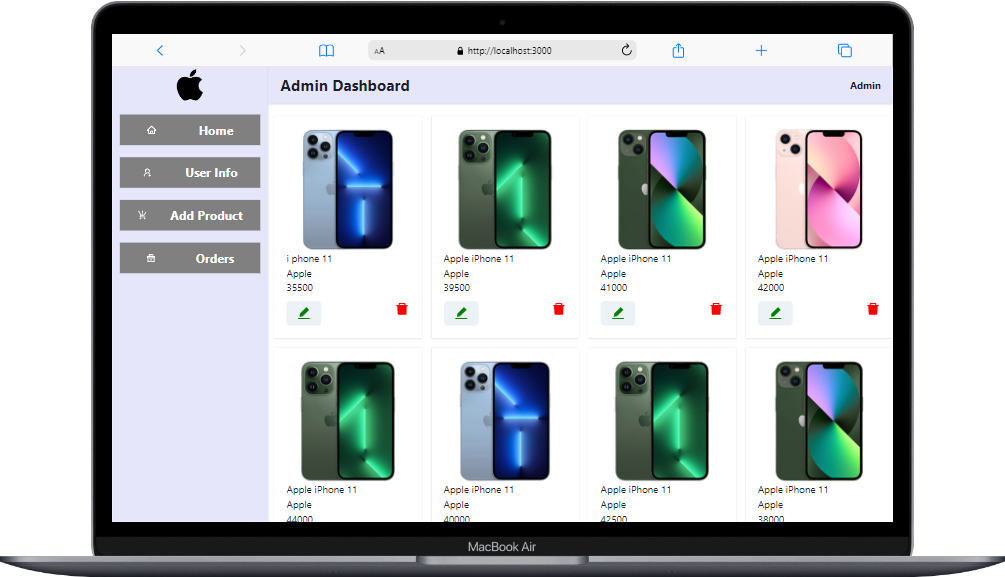 AA http://localhost:3000
Admin Dashboard Admin
Home
User Info
Add Product
Orders
i phone 11
Apple
35500
Apple iPhone 11
Apple
39500
Apple iPhone 11
Apple
41000
Apple iPhone 11
Apple
42000
Apple iPhone 11
Apple
44000
Apple iPhone 11
Apple
40000
Apple iPhone 11
Apple
42500
Apple iPhone 11
Apple
38000
MacBook Air